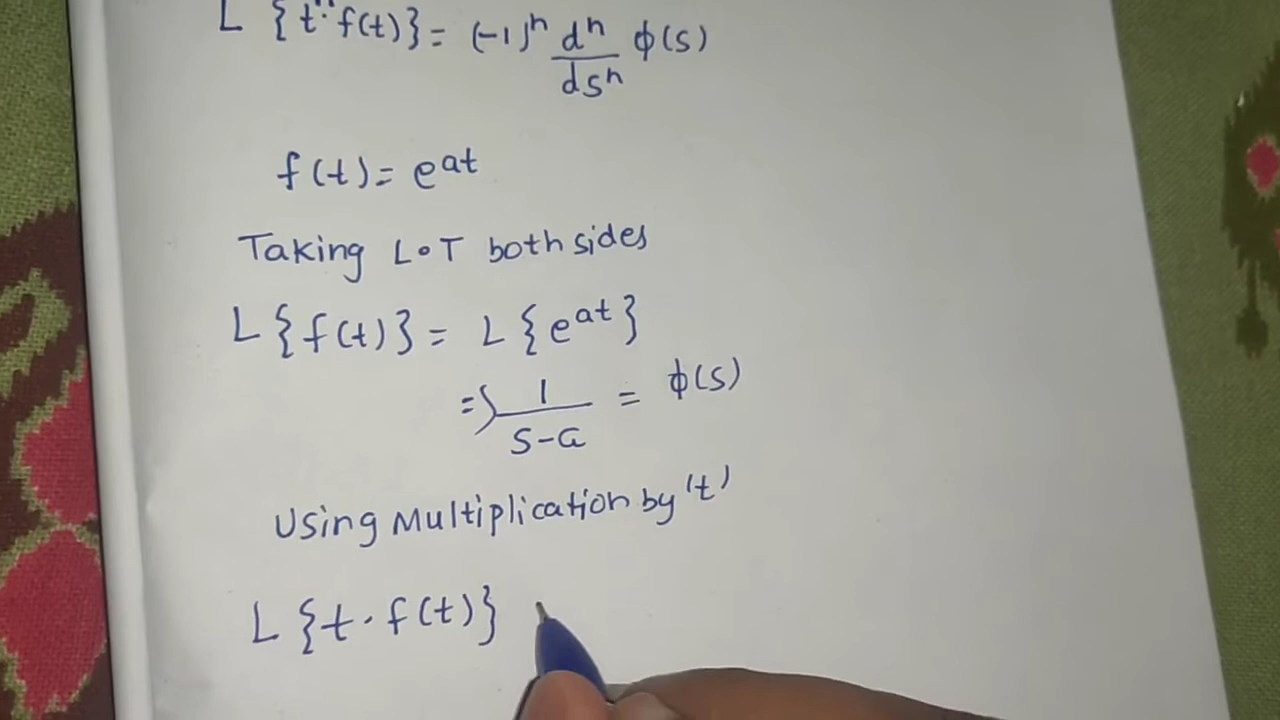 L {tⁿ· f(t)} = (-1)ⁿ dⁿ/dsⁿ ϕ(s)
f(t) = e^at
Taking L·T both sides
L{f(t)} = L{e^at}
=> 1/(s-a) = ϕ(s)
Using Multiplication by 't'
L {t · f(t)}